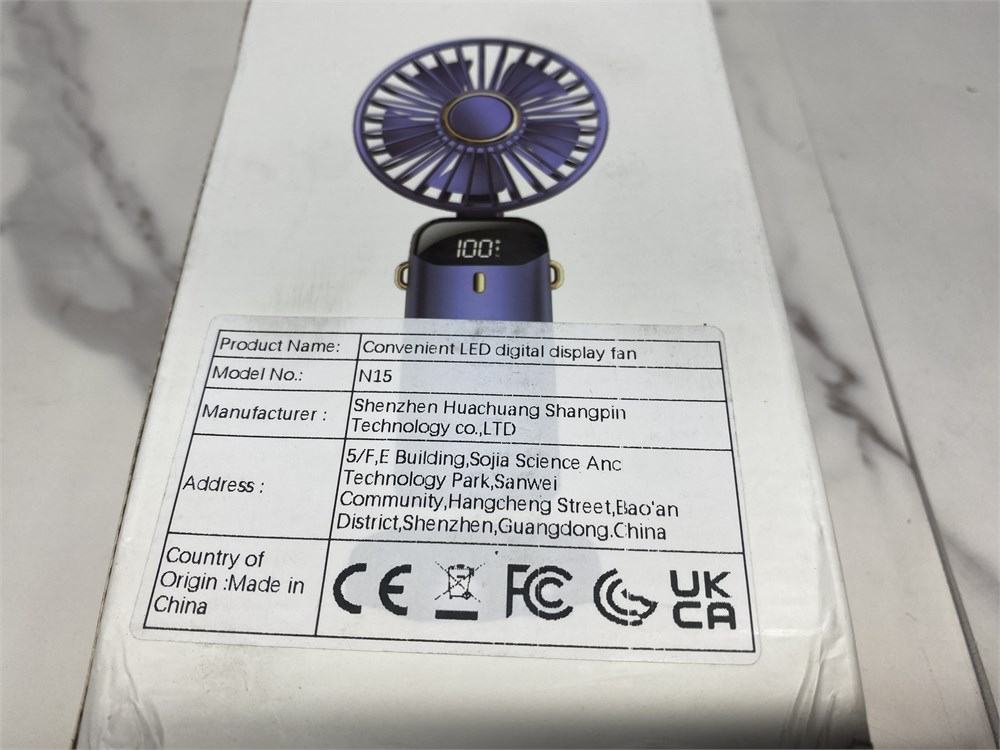 100
Product Name: Convenient LED digital display fan
Model No.: N15
Manufacturer : Shenzhen Huachuang Shangpin
Technology co.,LTD
Address : 5/F,E Building,Sojia Science Anc
Technology Park,Sanwei
Community,Hangcheng Street,Bao'an
District,Shenzhen,Guangdong.China
Country of
Origin :Made in
China
CE FC UK
CA